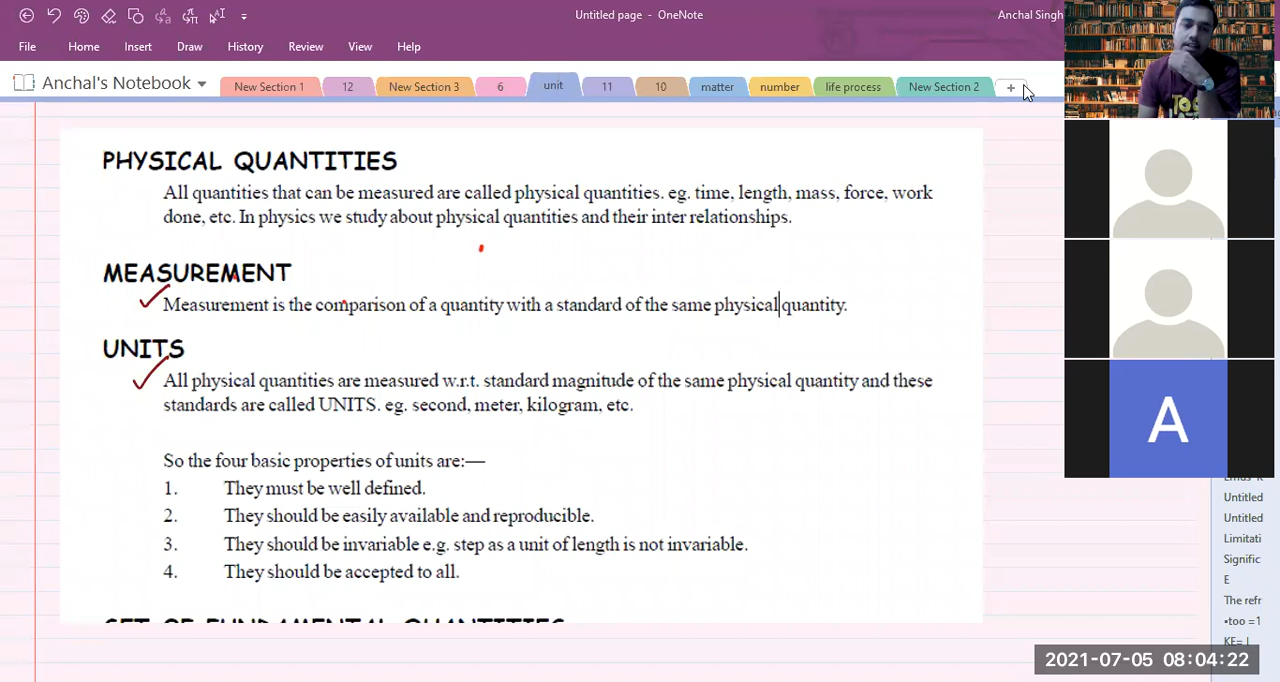 Untitled page - OneNote
Anchal Singh
File Home Insert Draw History Review View Help
Anchal's Notebook New Section 1 12 New Section 3 6 unit 11 10 matter number life process New Section 2 +
PHYSICAL QUANTITIES
All quantities that can be measured are called physical quantities. eg. time, length, mass, force, work
done, etc. In physics we study about physical quantities and their inter relationships.
MEASUREMENT
Measurement is the comparison of a quantity with a standard of the same physical quantity.
UNITS
All physical quantities are measured w.r.t. standard magnitude of the same physical quantity and these
standards are called UNITS. eg. second, meter, kilogram, etc.
So the four basic properties of units are:—
1. They must be well defined.
2. They should be easily available and reproducible.
3. They should be invariable e.g. step as a unit of length is not invariable.
4. They should be accepted to all.
SET OF FUNDAMENTAL QUANTITIES
A
Untitled
Untitled
Limitati
Signific
E
The refr
•too =1
KE=
2021-07-05 08:04:22